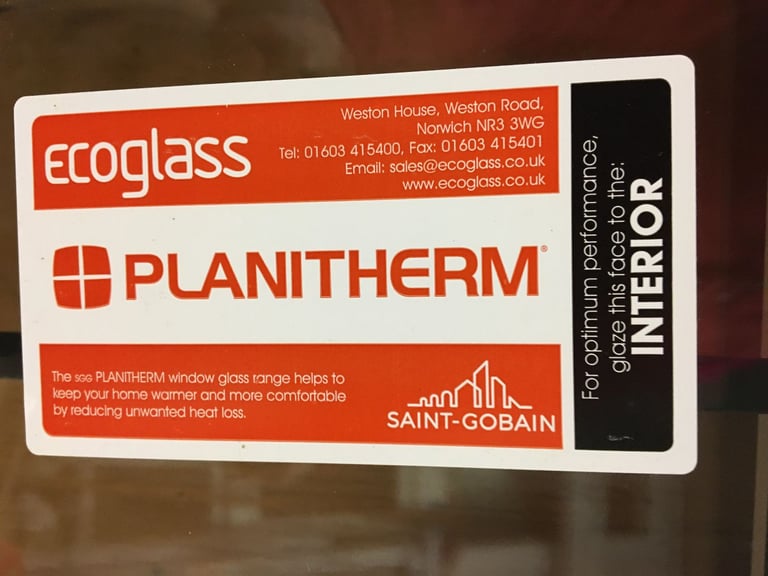 ecoglass
Weston House, Weston Road,
Norwich NR3 3WG
Tel: 01603 415400, Fax: 01603 415401
Email: sales@ecoglass.co.uk
www.ecoglass.co.uk
PLANITHERM®
The SGG PLANITHERM window glass range helps to
keep your home warmer and more comfortable
by reducing unwanted heat loss.
SAINT-GOBAIN
For optimum performance,
glaze this face to the:
INTERIOR